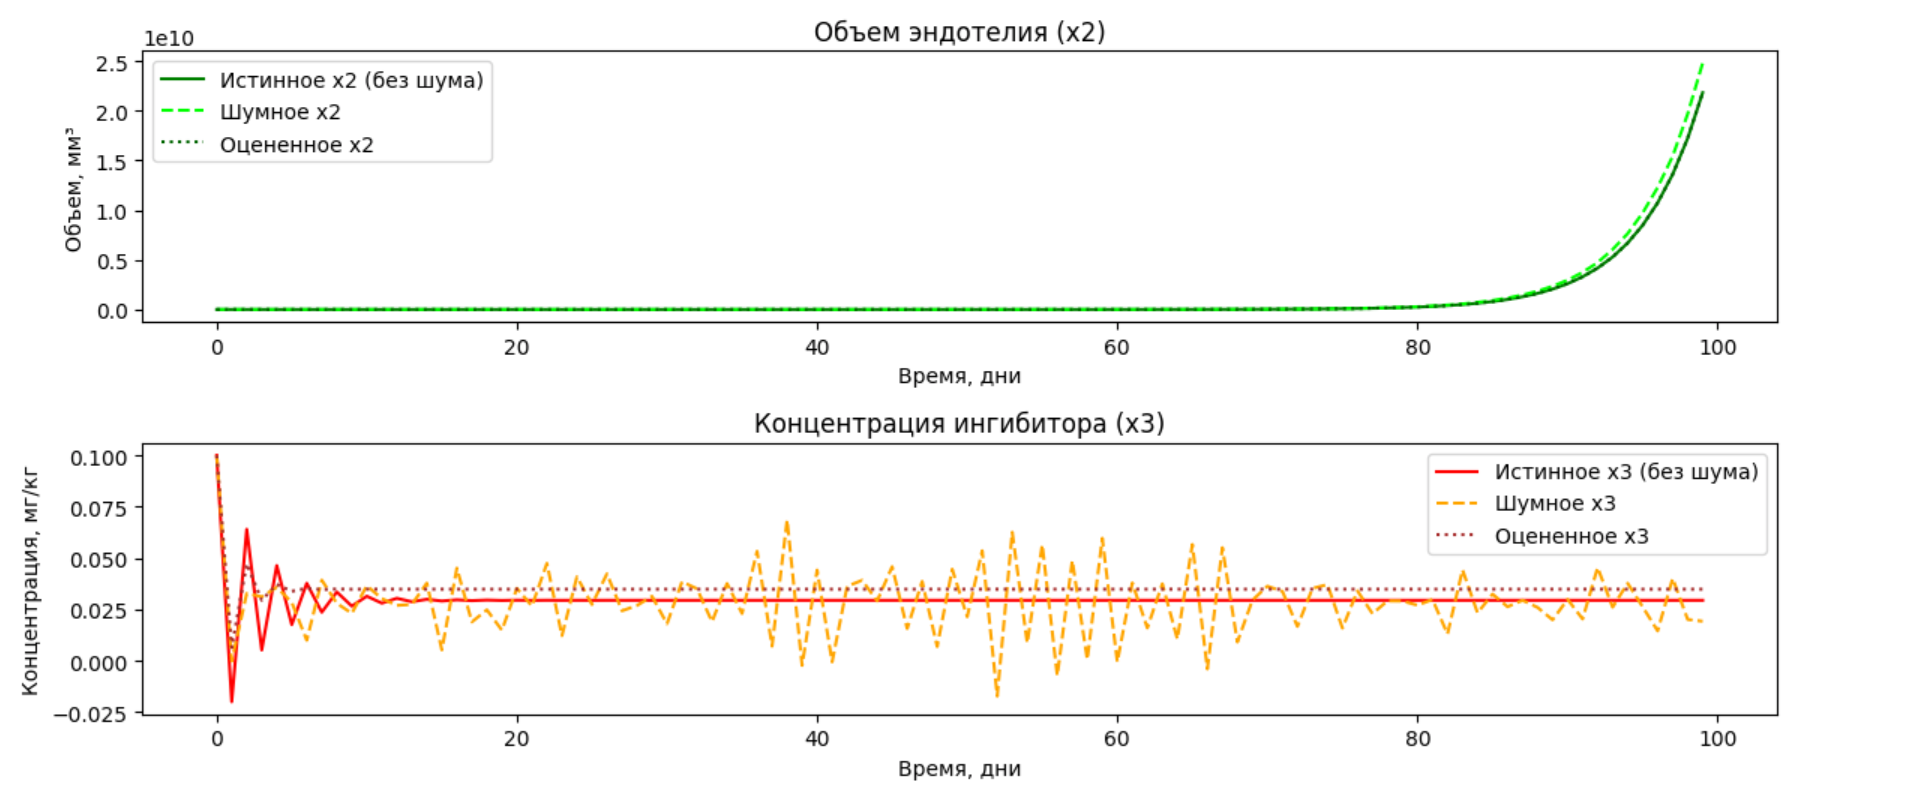 Объем эндотелия (x2)
1e10
2.5
2.0
1.5
1.0
0.5
0.0
Объем, мм³
Истинное x2 (без шума)
Шумное x2
Оцененное x2
0 20 40 60 80 100
Время, дни
Концентрация ингибитора (x3)
0.100
0.075
0.050
0.025
0.000
−0.025
Концентрация, мг/кг
Истинное x3 (без шума)
Шумное x3
Оцененное x3
0 20 40 60 80 100
Время, дни